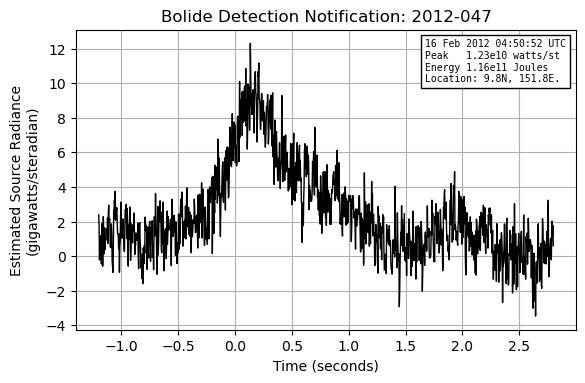 Bolide Detection Notification: 2012-047
16 Feb 2012 04:50:52 UTC
Peak   1.23e10 watts/st
Energy 1.16e11 Joules
Location: 9.8N, 151.8E.
Estimated Source Radiance
(gigawatts/steradian)
12
10
8
6
4
2
0
−2
−4
−1.0 −0.5 0.0 0.5 1.0 1.5 2.0 2.5
Time (seconds)